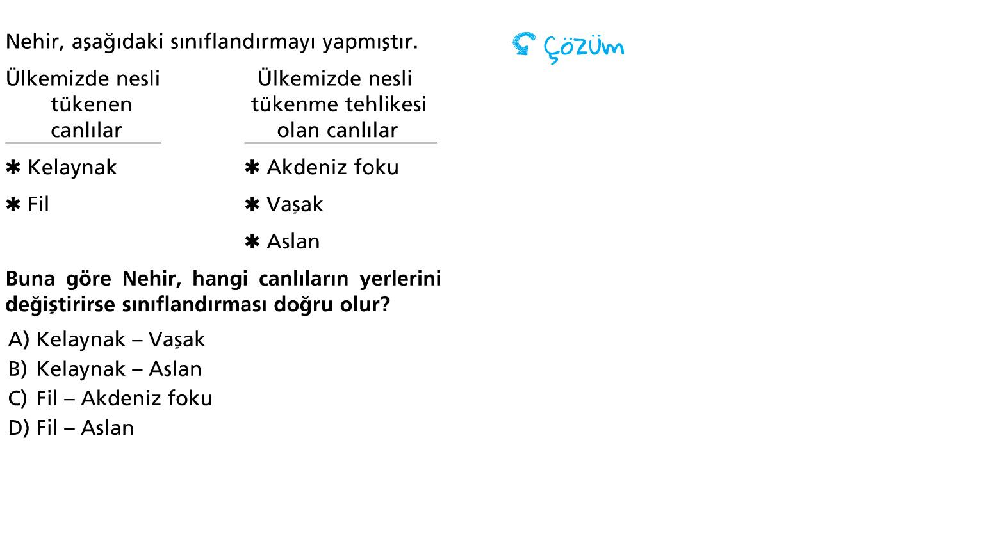 Nehir, aşağıdaki sınıflandırmayı yapmıştır.
Ülkemizde nesli
tükenen
canlılar
Ülkemizde nesli
tükenme tehlikesi
olan canlılar
✱ Kelaynak
✱ Fil
✱ Akdeniz foku
✱ Vaşak
✱ Aslan
Buna göre Nehir, hangi canlıların yerlerini
değiştirirse sınıflandırması doğru olur?
A) Kelaynak – Vaşak
B) Kelaynak – Aslan
C) Fil – Akdeniz foku
D) Fil – Aslan
Çözüm